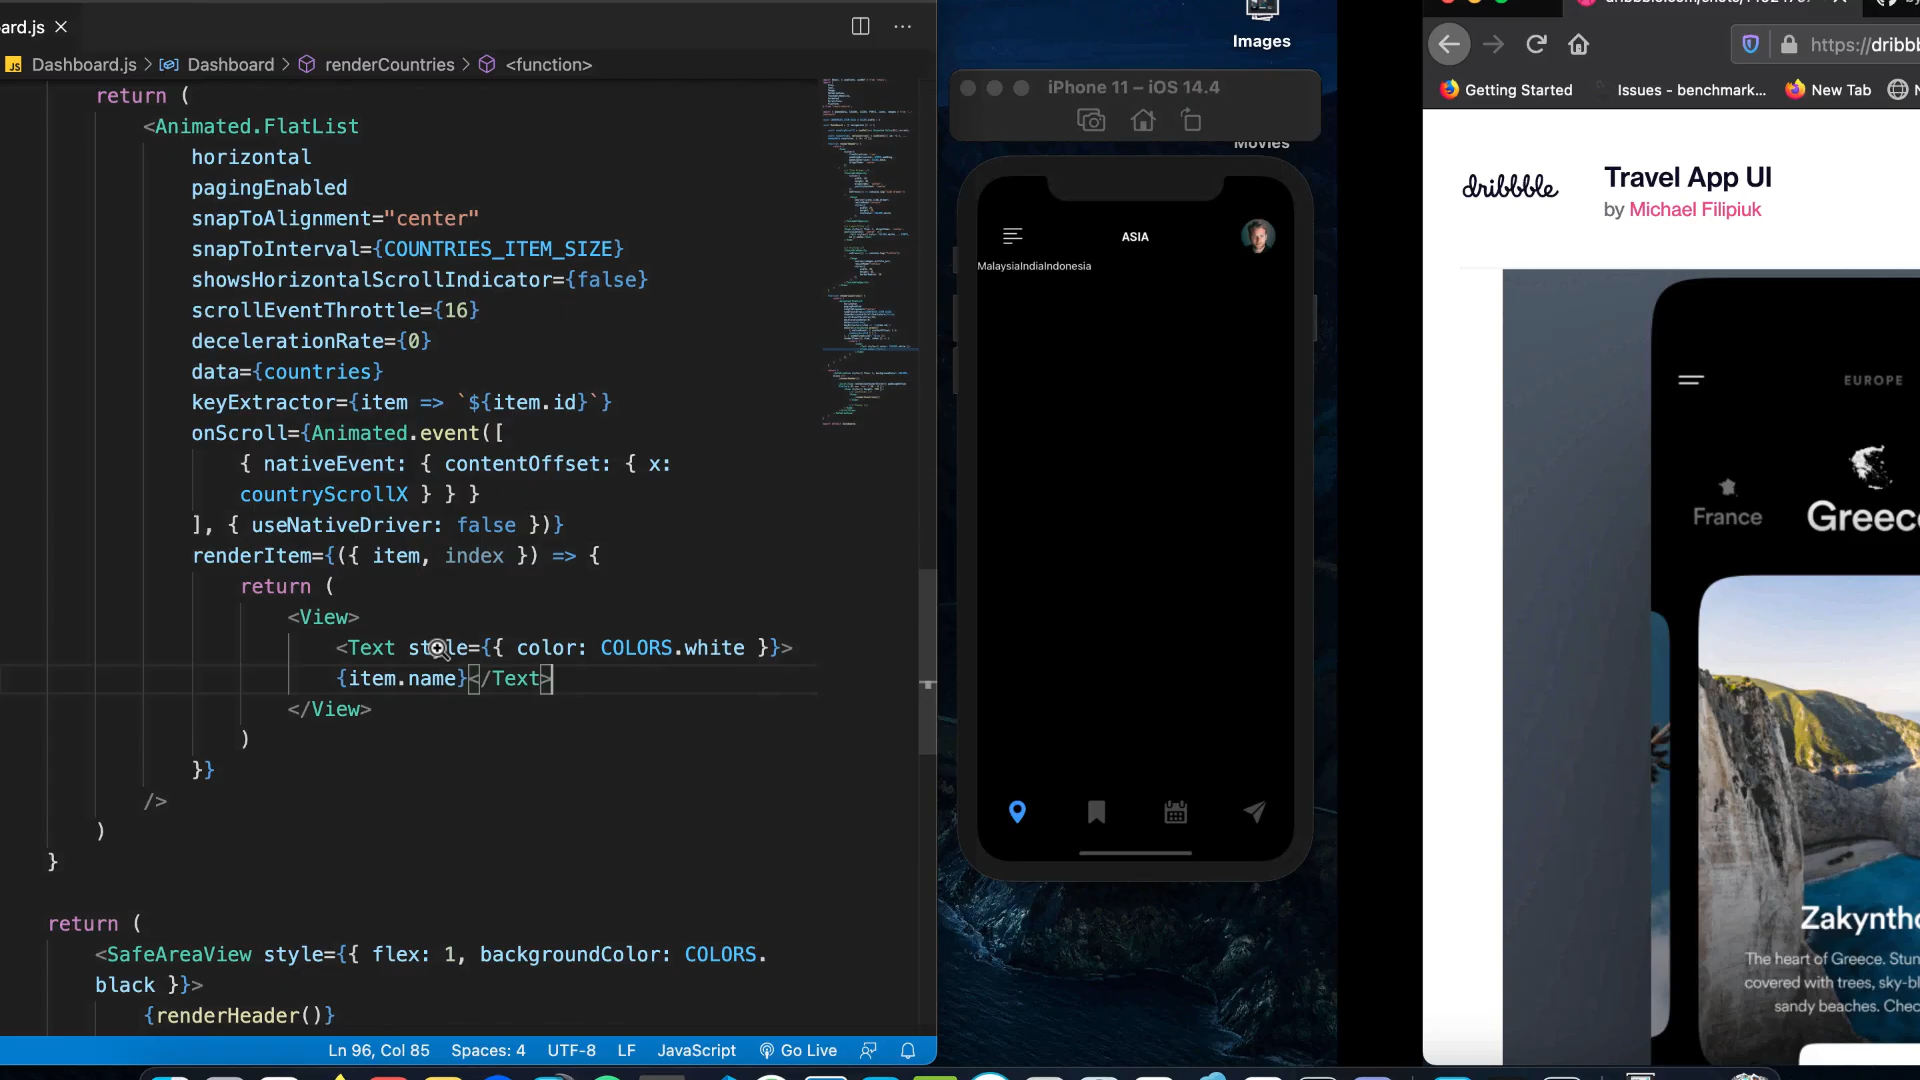 ard.js
Dashboard.js > Dashboard > renderCountries > <function>
return (
<Animated.FlatList
horizontal
pagingEnabled
snapToAlignment="center"
snapToInterval={COUNTRIES_ITEM_SIZE}
showsHorizontalScrollIndicator={false}
scrollEventThrottle={16}
decelerationRate={0}
data={countries}
keyExtractor={item => `${item.id}`}
onScroll={Animated.event([
{ nativeEvent: { contentOffset: { x:
countryScrollX } } }
], { useNativeDriver: false })}
renderItem={({ item, index }) => {
return (
<View>
<Text style={{ color: COLORS.white }}>
{item.name}</Text>
</View>
)
}}
/>
)
}
return (
<SafeAreaView style={{ flex: 1, backgroundColor: COLORS.
black }}>
{renderHeader()}
Ln 96, Col 85
Spaces: 4
UTF-8
LF
JavaScript
Go Live
Images
iPhone 11 – iOS 14.4
Movies
ASIA
MalaysiaIndiaIndonesia
https://dribbb
Getting Started
Issues - benchmark...
New Tab
dribbble
Travel App UI
by Michael Filipiuk
EUROPE
France
Greec
Zakyntho
The heart of Greece. Stun
covered with trees, sky-bl
sandy beaches. Chec